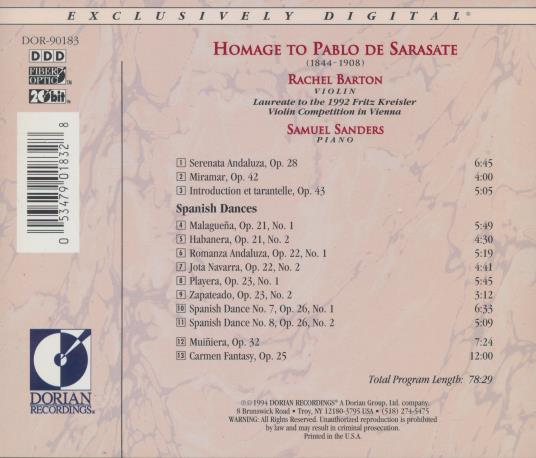 EXCLUSIVELY DIGITAL®
DOR-90183
DDD
FIBER OPTIC™
20bit™
0 53479 01832 8
HOMAGE TO PABLO DE SARASATE
(1844-1908)
RACHEL BARTON
VIOLIN
Laureate to the 1992 Fritz Kreisler
Violin Competition in Vienna
SAMUEL SANDERS
PIANO
1 Serenata Andaluza, Op. 28 6:45
2 Miramar, Op. 42 4:00
3 Introduction et tarantelle, Op. 43 5:05
Spanish Dances
4 Malagueña, Op. 21, No. 1 5:49
5 Habanera, Op. 21, No. 2 4:30
6 Romanza Andaluza, Op. 22, No. 1 5:19
7 Jota Navarra, Op. 22, No. 2 4:41
8 Playera, Op. 23, No. 1 5:45
9 Zapateado, Op. 23, No. 2 3:12
10 Spanish Dance No. 7, Op. 26, No. 1 6:33
11 Spanish Dance No. 8, Op. 26, No. 2 5:09
12 Muiñiera, Op. 32 7:24
13 Carmen Fantasy, Op. 25 12:00
Total Program Length: 78:29
DORIAN
RECORDINGS®
℗©1994 DORIAN RECORDINGS® A Dorian Group, Ltd. company.
8 Brunswick Road • Troy, NY 12180-3795 USA • (518) 274-5475
WARNING: All Rights Reserved. Unauthorized reproduction is prohibited
by law and may result in criminal prosecution.
Printed in the U.S.A.